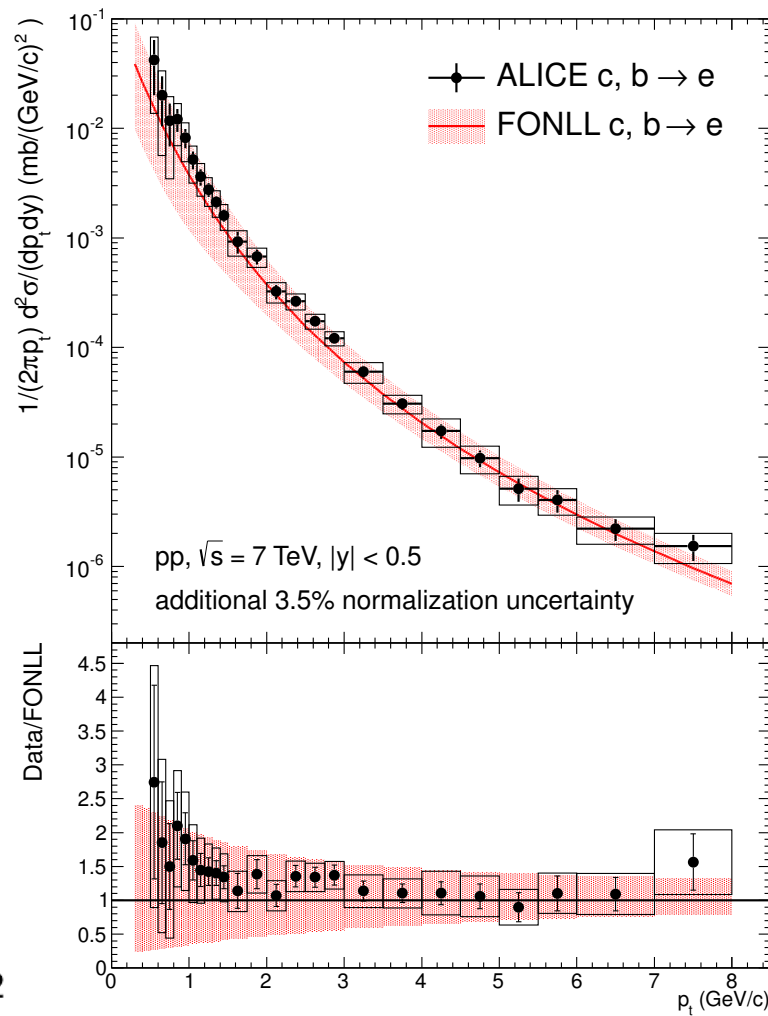 10⁻¹
10⁻²
10⁻³
10⁻⁴
10⁻⁵
10⁻⁶
1/(2πpₜ) d²σ/(dpₜdy) (mb/(GeV/c)²)
ALICE c, b → e
FONLL c, b → e
pp, √s = 7 TeV, |y| < 0.5
additional 3.5% normalization uncertainty
Data/FONLL
4.5
4
3.5
3
2.5
2
1.5
1
0.5
0
0 1 2 3 4 5 6 7 8
pₜ (GeV/c)